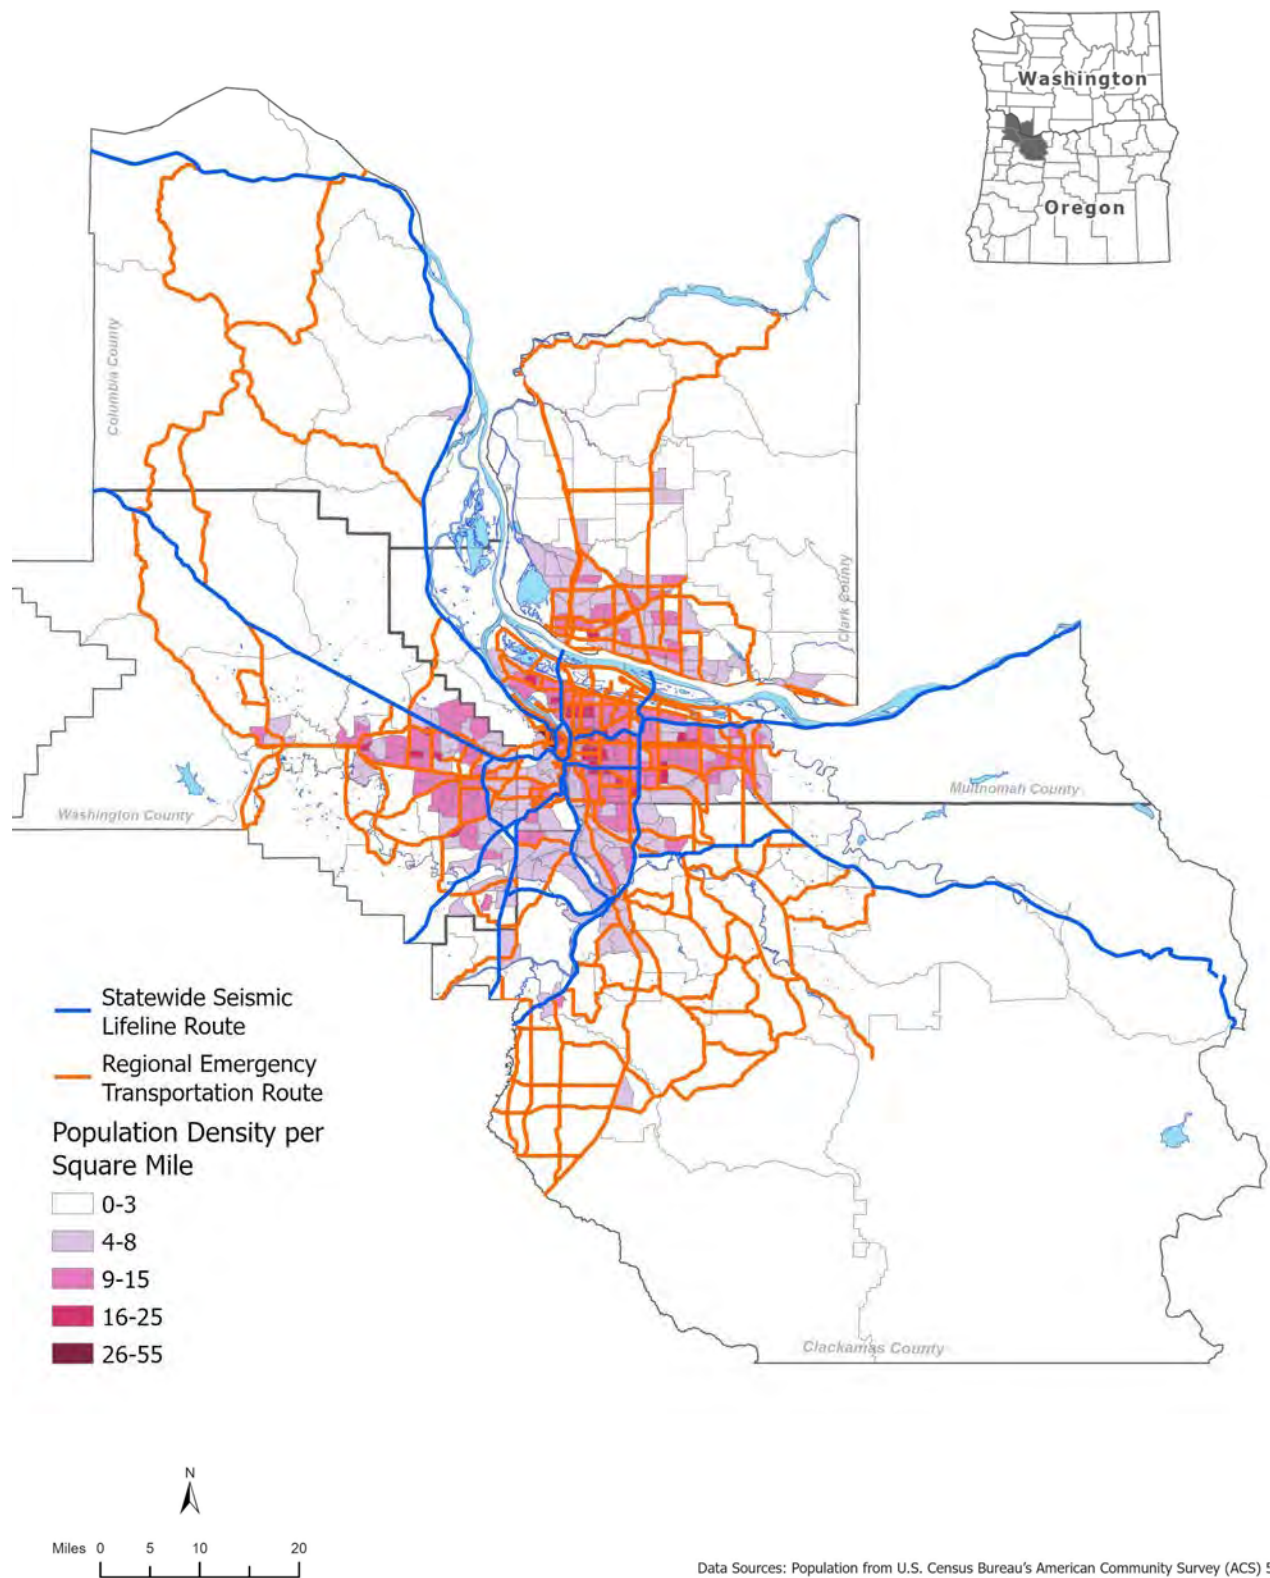 Washington
Oregon
Columbia County
Clark County
Multnomah County
Washington County
Statewide Seismic
Lifeline Route
Regional Emergency
Transportation Route
Population Density per
Square Mile
0-3
4-8
9-15
16-25
26-55
Clackamas County
N
Miles 0 5 10 20
Data Sources: Population from U.S. Census Bureau's American Community Survey (ACS) 5